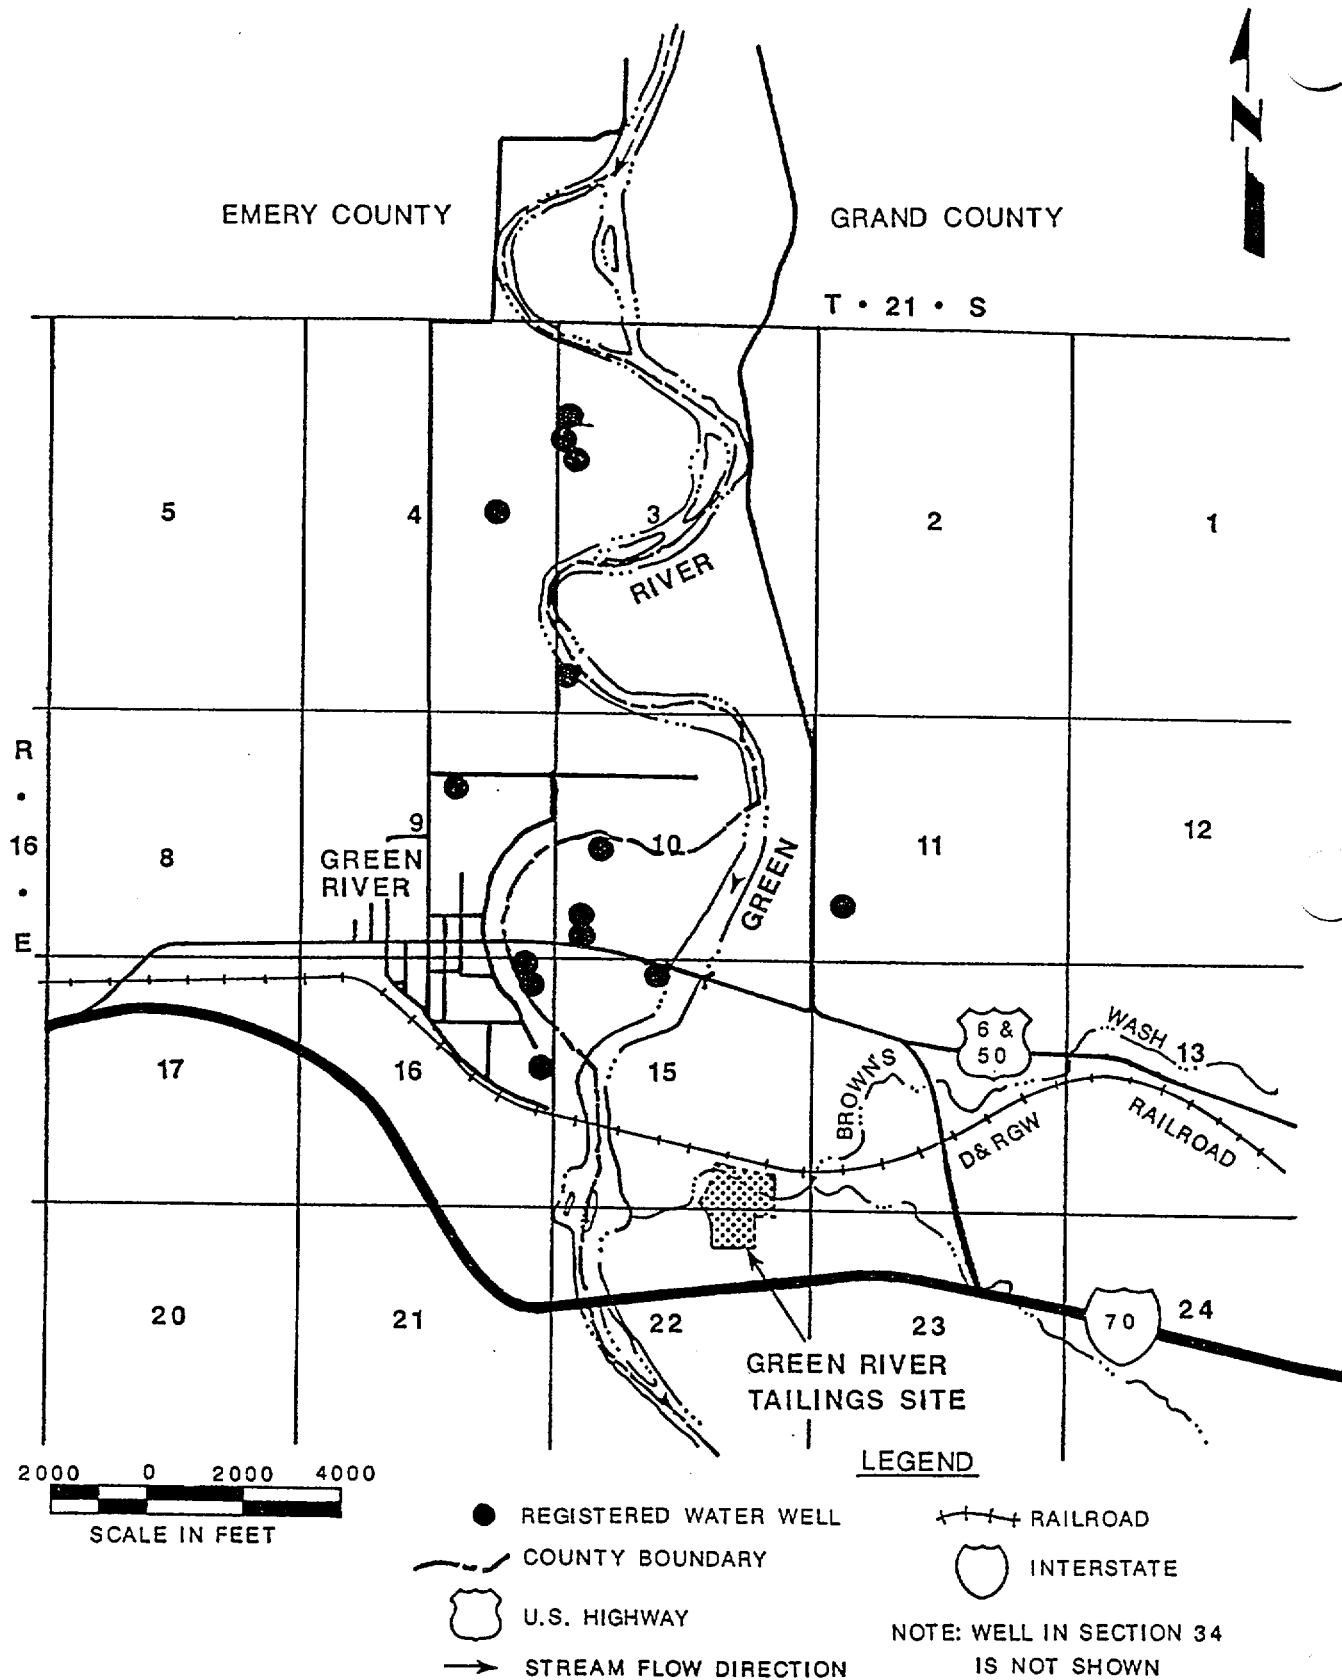 N
EMERY COUNTY
GRAND COUNTY
T • 21 • S
5
4
3
2
1
RIVER
R
•
16
•
E
8
9
10
11
12
GREEN
RIVER
GREEN
6 &
50
WASH
13
17
16
15
BROWN'S
D&RGW
RAILROAD
20
21
22
23
70
24
GREEN RIVER
TAILINGS SITE
2000 0 2000 4000
SCALE IN FEET
LEGEND
REGISTERED WATER WELL
COUNTY BOUNDARY
U.S. HIGHWAY
STREAM FLOW DIRECTION
RAILROAD
INTERSTATE
NOTE: WELL IN SECTION 34
IS NOT SHOWN